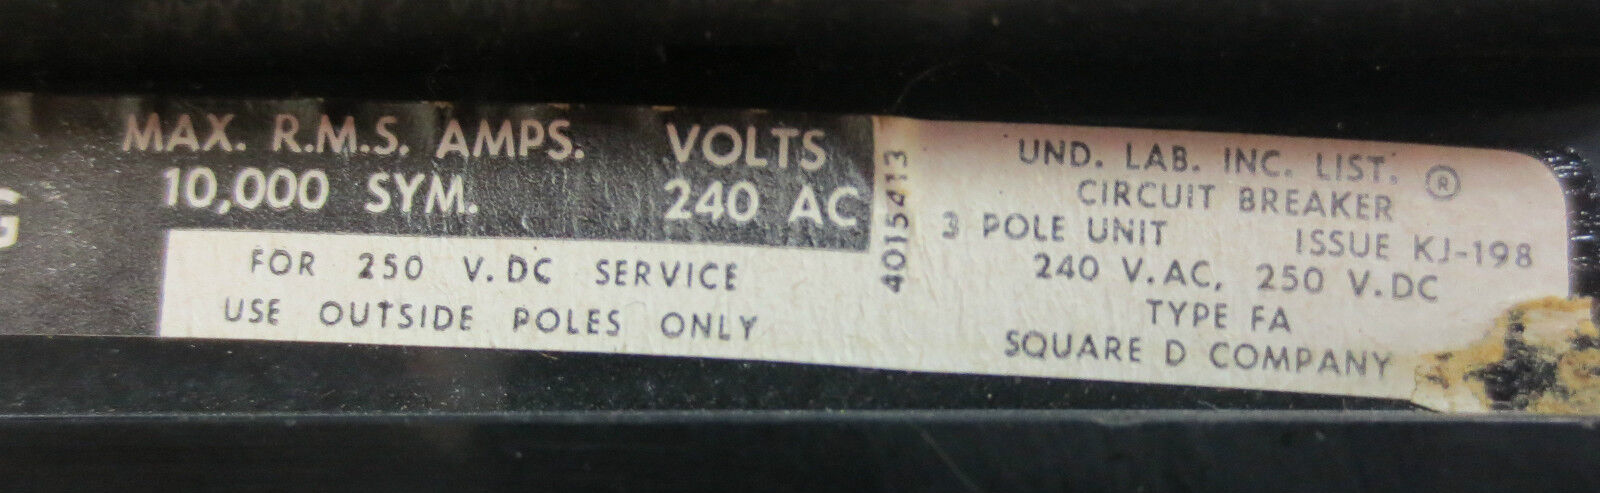 MAX. R.M.S. AMPS. VOLTS
10,000 SYM. 240 AC
FOR 250 V.DC SERVICE
USE OUTSIDE POLES ONLY
40154413
UND. LAB. INC. LIST. ®
CIRCUIT BREAKER
3 POLE UNIT ISSUE KJ-198
240 V.AC, 250 V.DC
TYPE FA
SQUARE D COMPANY